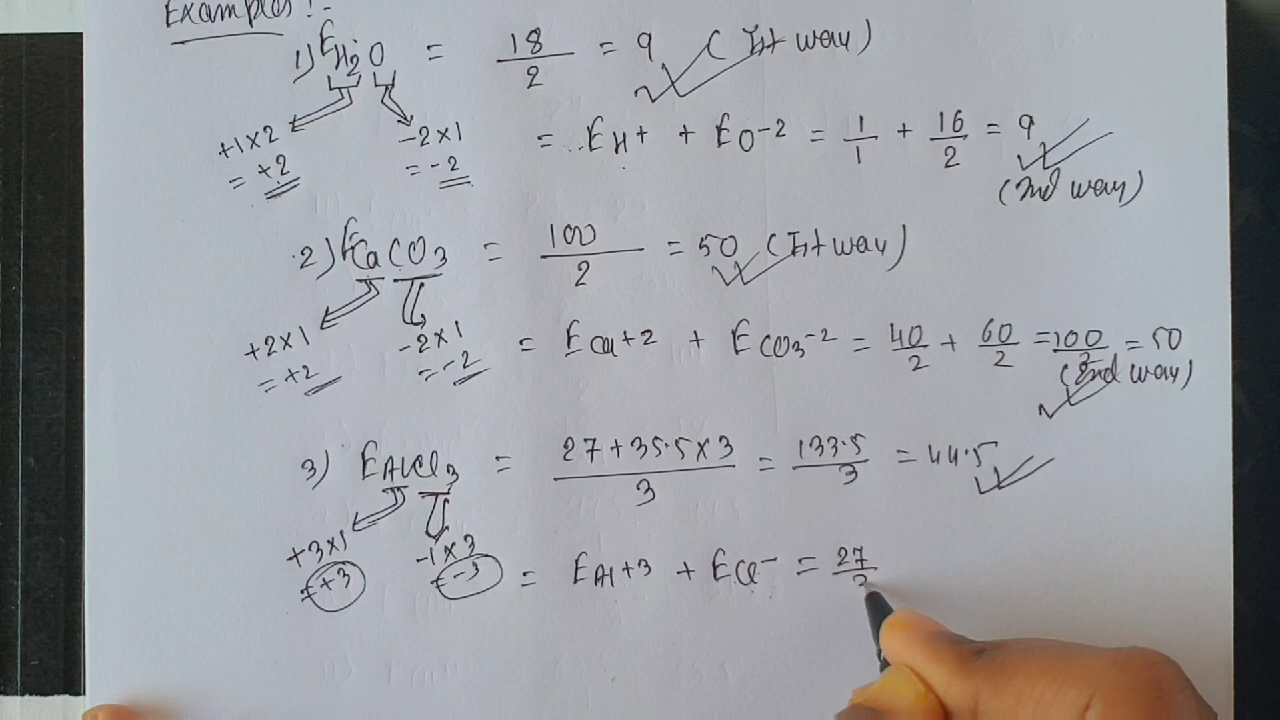 Examples :-
1) EH2O = 18/2 = 9 (Ist way)
+1×2 = +2
-2×1 = -2
= EH+ + EO-2 = 1/1 + 16/2 = 9
(2nd way)
2) ECaCO3 = 100/2 = 50 (Ist way)
+2×1 = +2
-2×1 = -2
= ECa+2 + ECO3-2 = 40/2 + 60/2 = 100/2 = 50
(2nd way)
3) EAlCl3 = 27+35.5×3/3 = 133.5/3 = 44.5
+3×1 = +3
-1×3 = -3
= EAl+3 + ECl- = 27/